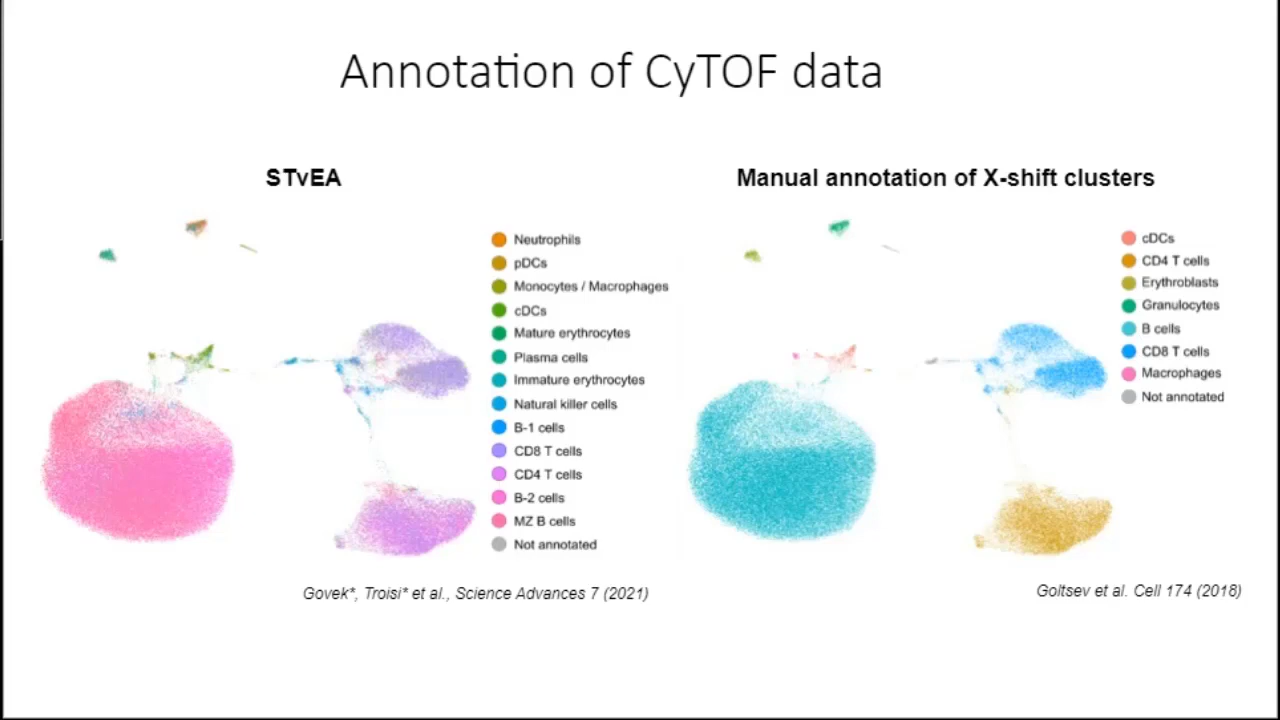 Annotation of CyTOF data
STvEA
Manual annotation of X-shift clusters
Neutrophils
pDCs
Monocytes / Macrophages
cDCs
Mature erythrocytes
Plasma cells
Immature erythrocytes
Natural killer cells
B-1 cells
CD8 T cells
CD4 T cells
B-2 cells
MZ B cells
Not annotated
cDCs
CD4 T cells
Erythroblasts
Granulocytes
B cells
CD8 T cells
Macrophages
Not annotated
Govek*, Troisi* et al., Science Advances 7 (2021)
Goltsev et al. Cell 174 (2018)